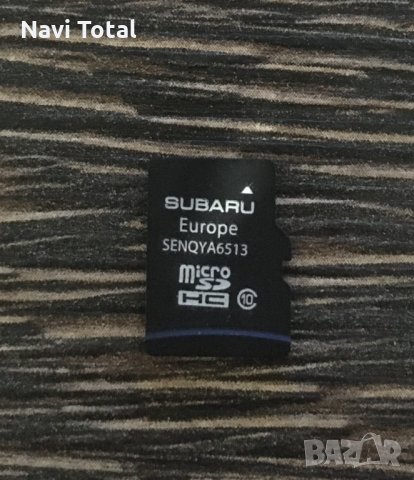 Navi Total
SUBARU
Europe
SENQYA6513
micro
SD
HC 10
BAZAR